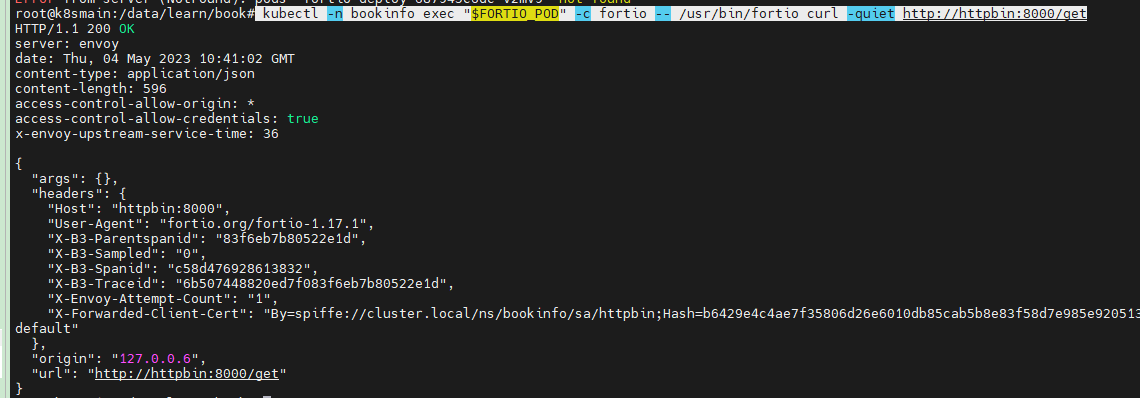 root@k8smain:/data/learn/book# kubectl -n bookinfo exec "$FORTIO_POD" -c fortio -- /usr/bin/fortio curl -quiet http://httpbin:8000/get
HTTP/1.1 200 OK
server: envoy
date: Thu, 04 May 2023 10:41:02 GMT
content-type: application/json
content-length: 596
access-control-allow-origin: *
access-control-allow-credentials: true
x-envoy-upstream-service-time: 36

{
  "args": {},
  "headers": {
    "Host": "httpbin:8000",
    "User-Agent": "fortio.org/fortio-1.17.1",
    "X-B3-Parentspanid": "83f6eb7b80522e1d",
    "X-B3-Sampled": "0",
    "X-B3-Spanid": "c58d476928613832",
    "X-B3-Traceid": "6b507448820ed7f083f6eb7b80522e1d",
    "X-Envoy-Attempt-Count": "1",
    "X-Forwarded-Client-Cert": "By=spiffe://cluster.local/ns/bookinfo/sa/httpbin;Hash=b6429e4c4ae7f35806d26e6010db85cab5b8e83f58d7e985e920513
default"
  },
  "origin": "127.0.0.6",
  "url": "http://httpbin:8000/get"
}